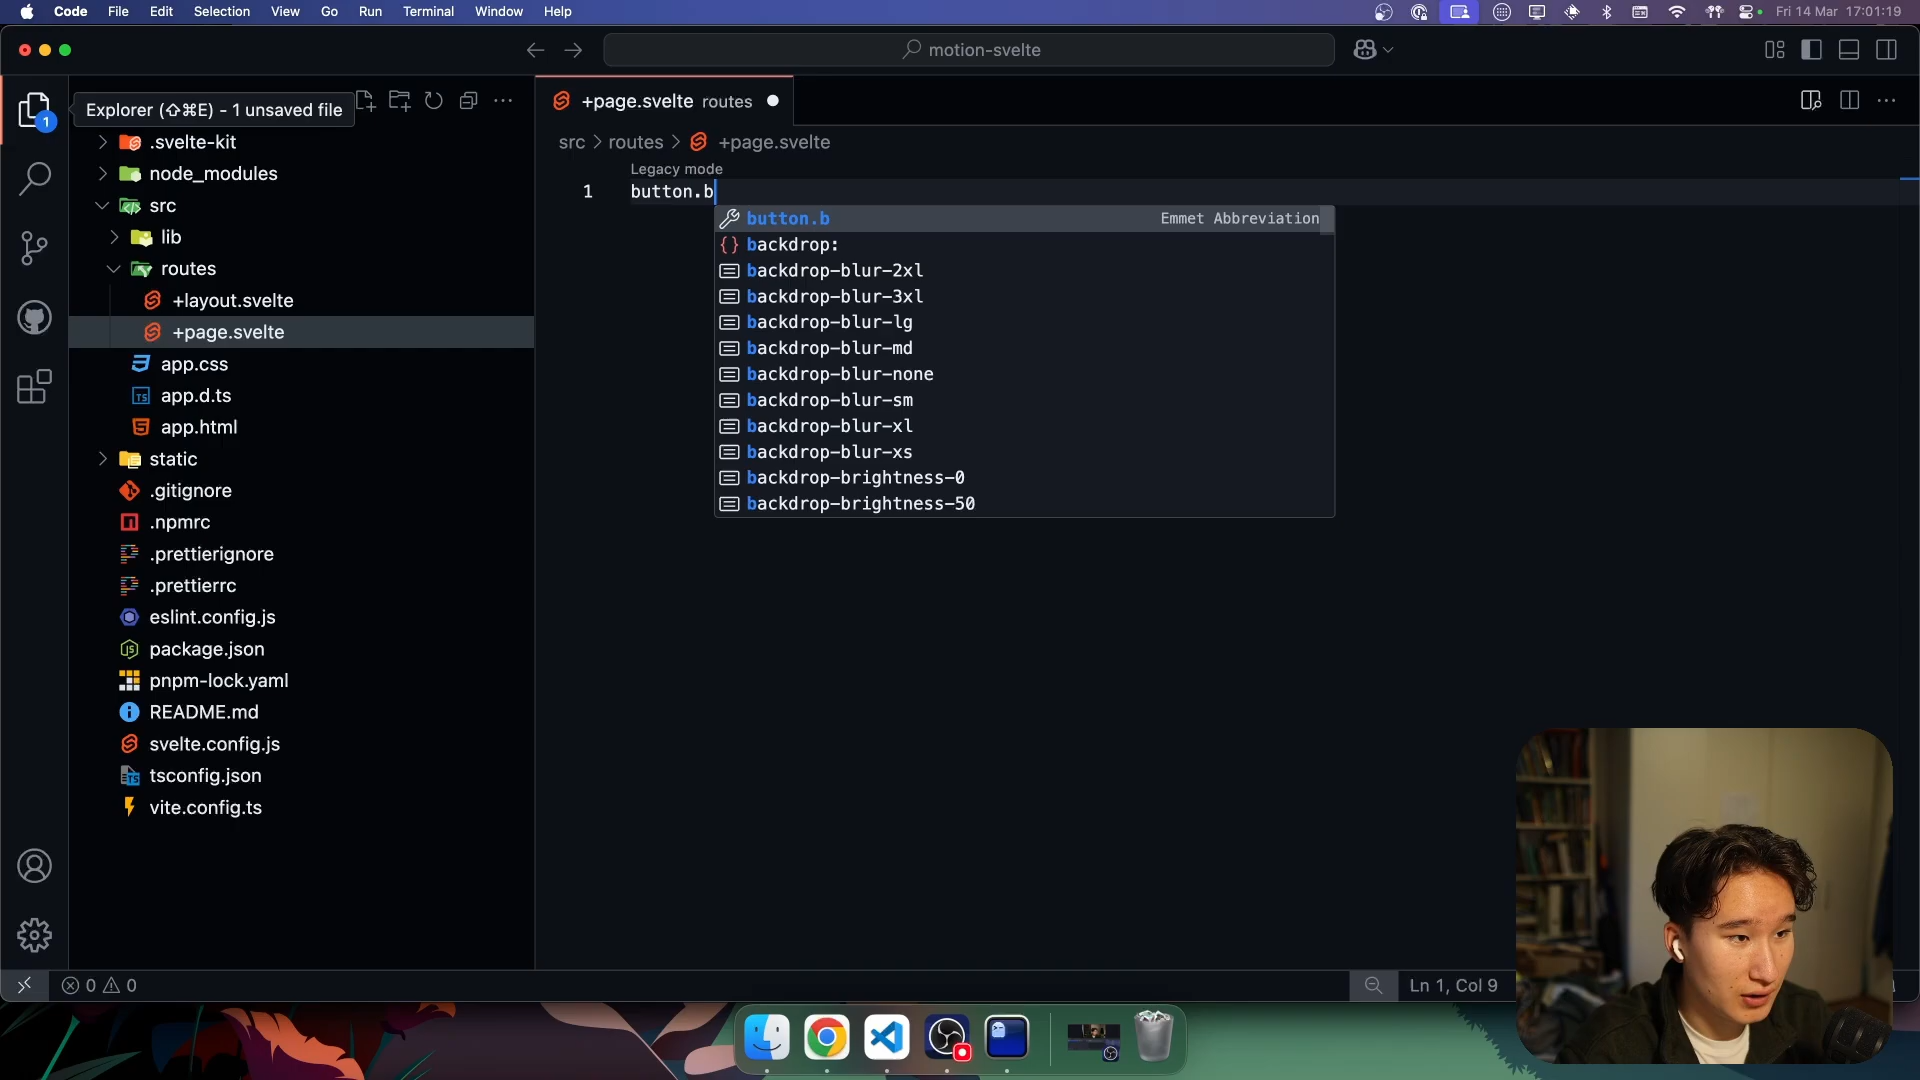 Code File Edit Selection View Go Run Terminal Window Help
Fri 14 Mar 17:01:19
motion-svelte
Explorer (⇧⌘E) - 1 unsaved file
1
.svelte-kit
node_modules
src
lib
routes
+layout.svelte
+page.svelte
app.css
app.d.ts
app.html
static
.gitignore
.npmrc
.prettierignore
.prettierrc
eslint.config.js
package.json
pnpm-lock.yaml
README.md
svelte.config.js
tsconfig.json
vite.config.ts
+page.svelte routes
src > routes > +page.svelte
Legacy mode
1 button.b
button.b Emmet Abbreviation
backdrop:
backdrop-blur-2xl
backdrop-blur-3xl
backdrop-blur-lg
backdrop-blur-md
backdrop-blur-none
backdrop-blur-sm
backdrop-blur-xl
backdrop-blur-xs
backdrop-brightness-0
backdrop-brightness-50
0 0
Ln 1, Col 9